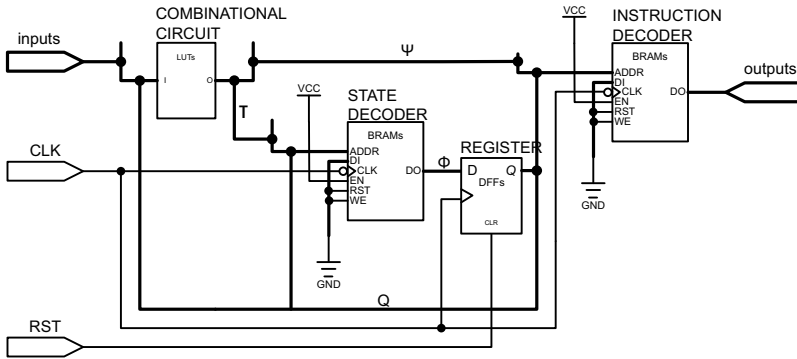 COMBINATIONAL
CIRCUIT
VCC
INSTRUCTION
DECODER
inputs
LUTs
I
O
Ψ
BRAMs
ADDR
DI
CLK
EN
RST
WE
DO
outputs
GND
T
VCC
STATE
DECODER
BRAMs
ADDR
DI
CLK
EN
RST
WE
DO
GND
Φ
REGISTER
D
Q
DFFs
CLR
CLK
Q
RST